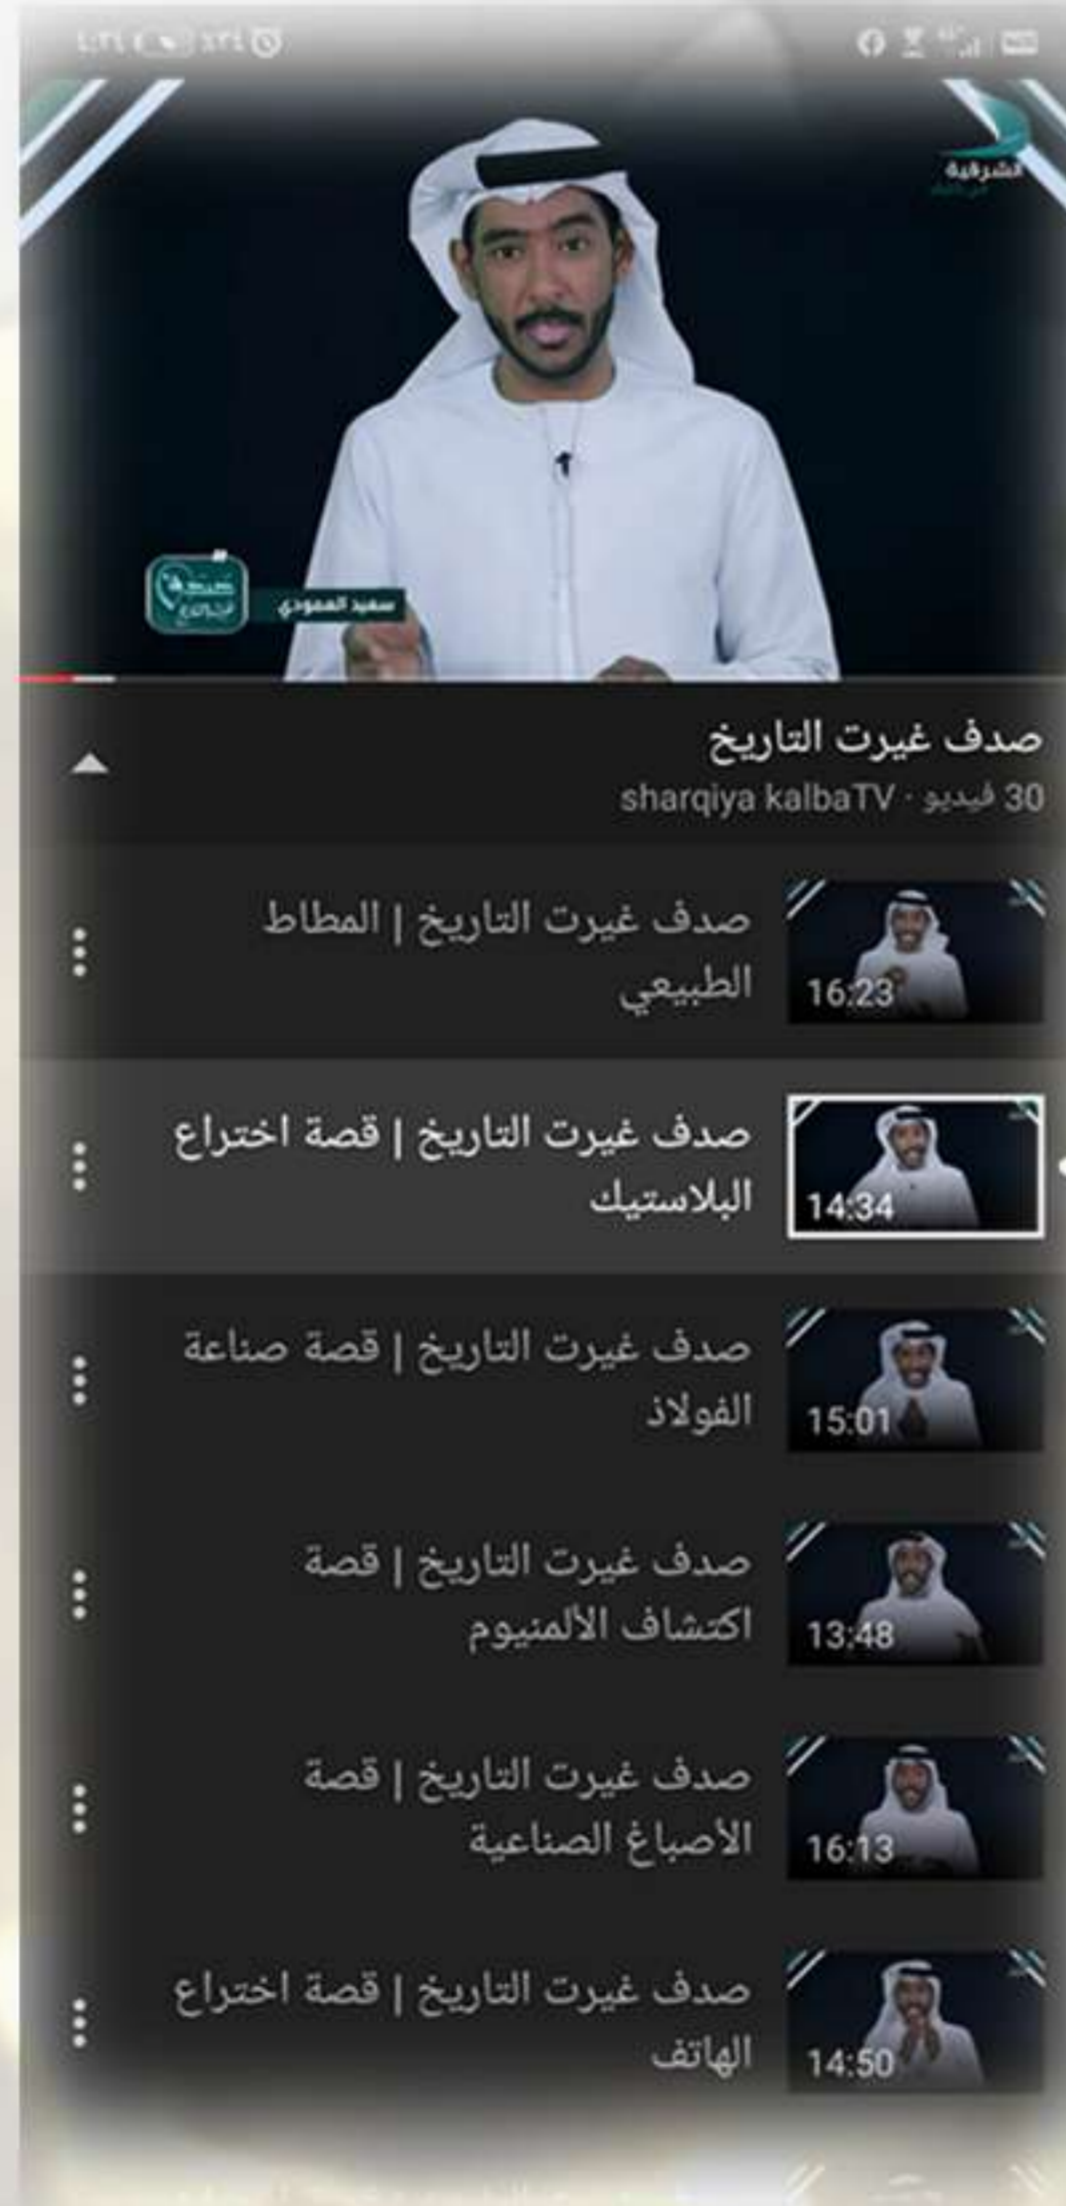 الشرقية
سعيد العمودي
صدف غيرت التاريخ
30 فيديو · sharqiya kalbaTV
صدف غيرت التاريخ | المطاط
الطبيعي
16:23
صدف غيرت التاريخ | قصة اختراع
البلاستيك
14:34
صدف غيرت التاريخ | قصة صناعة
الفولاذ
15:01
صدف غيرت التاريخ | قصة
اكتشاف الألمنيوم
13:48
صدف غيرت التاريخ | قصة
الأصباغ الصناعية
16:13
صدف غيرت التاريخ | قصة اختراع
الهاتف
14:50